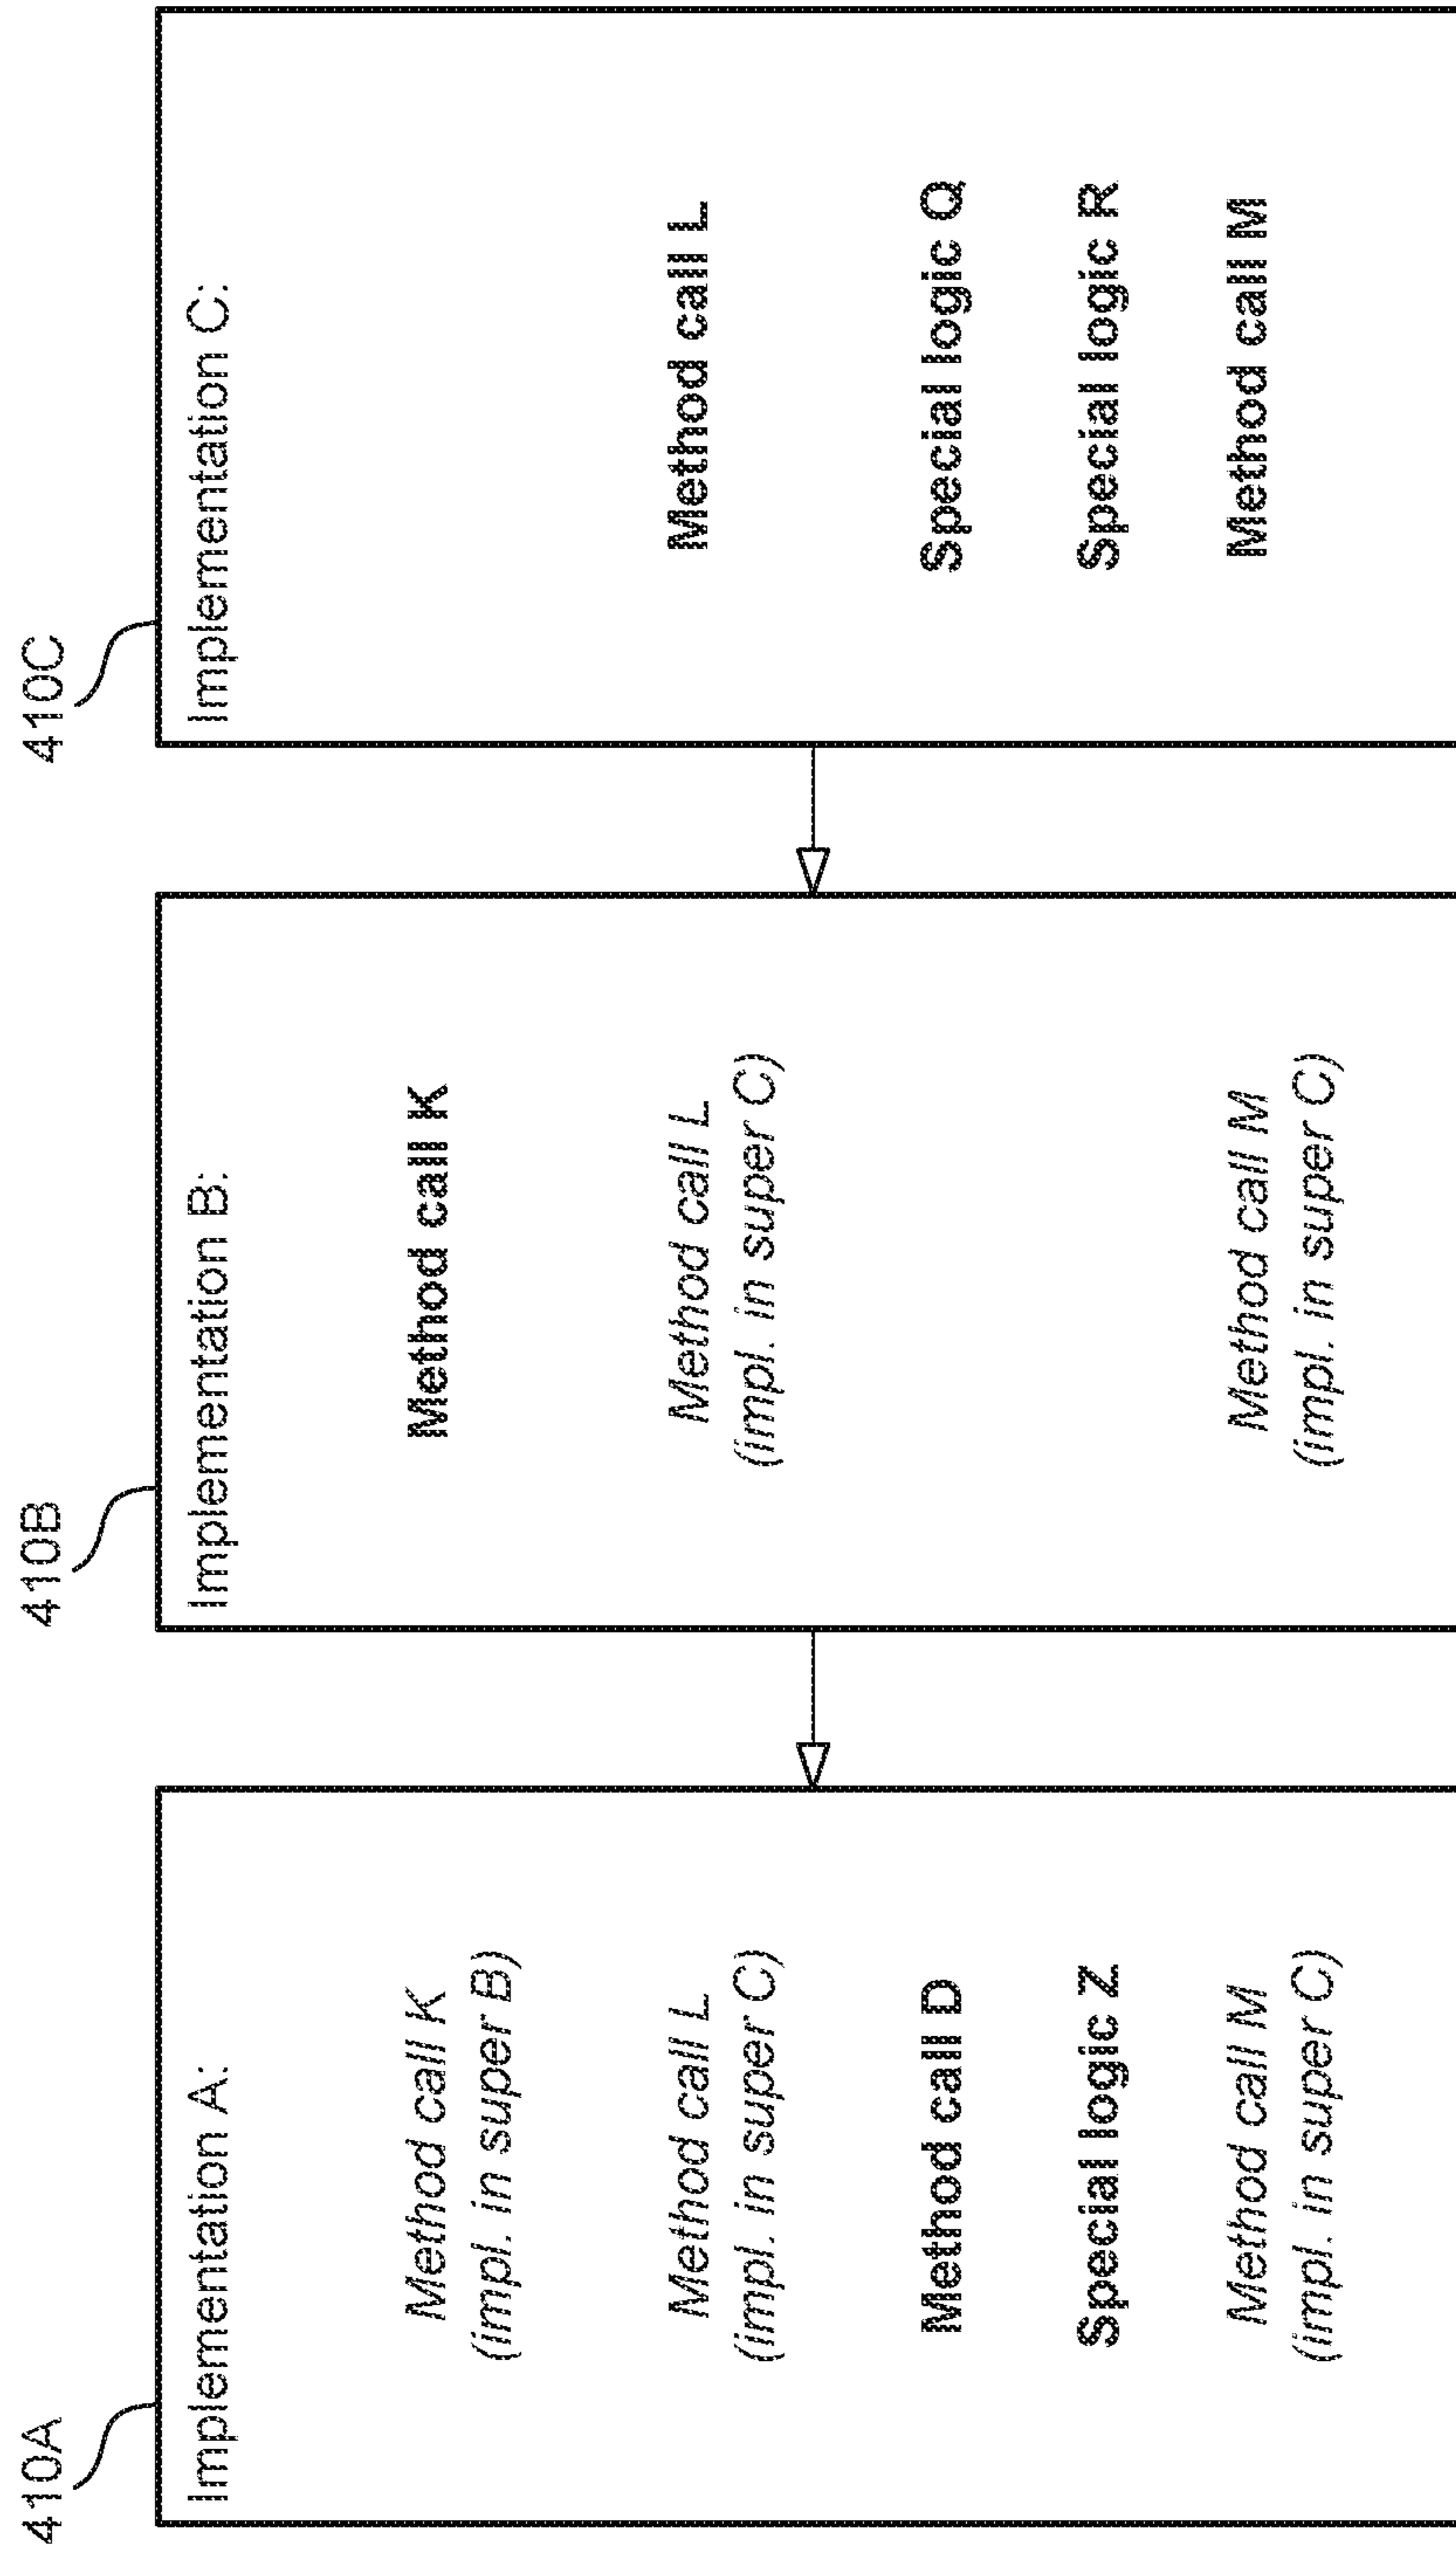 410A
Implementation A:
Method call K
(impl. in super B)
Method call L
(impl. in super C)
Method call D
Special logic Z
Method call M
(impl. in super C)
410B
Implementation B:
Method call K
Method call L
(impl. in super C)
Method call M
(impl. in super C)
410C
Implementation C:
Method call L
Special logic Q
Special logic R
Method call M